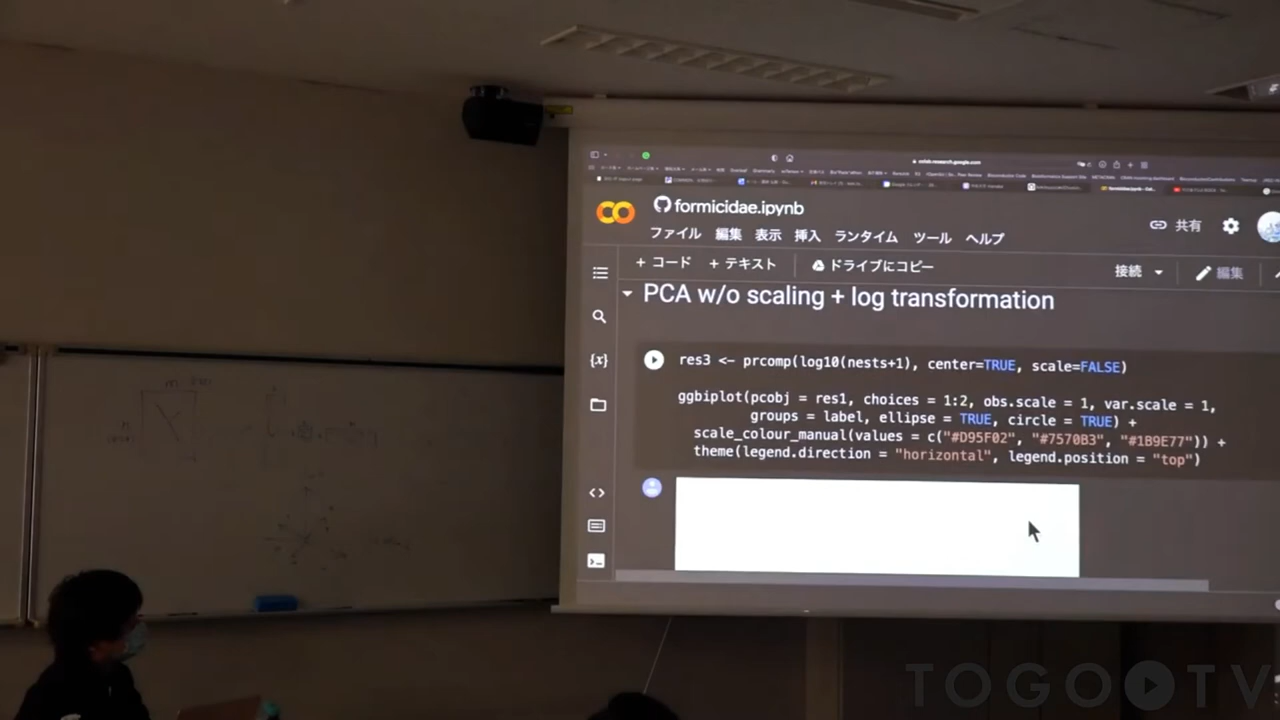 colab.research.google.com
formicidae.ipynb
共有
ファイル 編集 表示 挿入 ランタイム ツール ヘルプ
+ コード + テキスト ドライブにコピー 接続 編集
PCA w/o scaling + log transformation
{x}
res3 <- prcomp(log10(nests+1), center=TRUE, scale=FALSE)
ggbiplot(pcobj = res1, choices = 1:2, obs.scale = 1, var.scale = 1,
groups = label, ellipse = TRUE, circle = TRUE) +
scale_colour_manual(values = c("#D95F02", "#7570B3", "#1B9E77")) +
theme(legend.direction = "horizontal", legend.position = "top")
TOGO TV